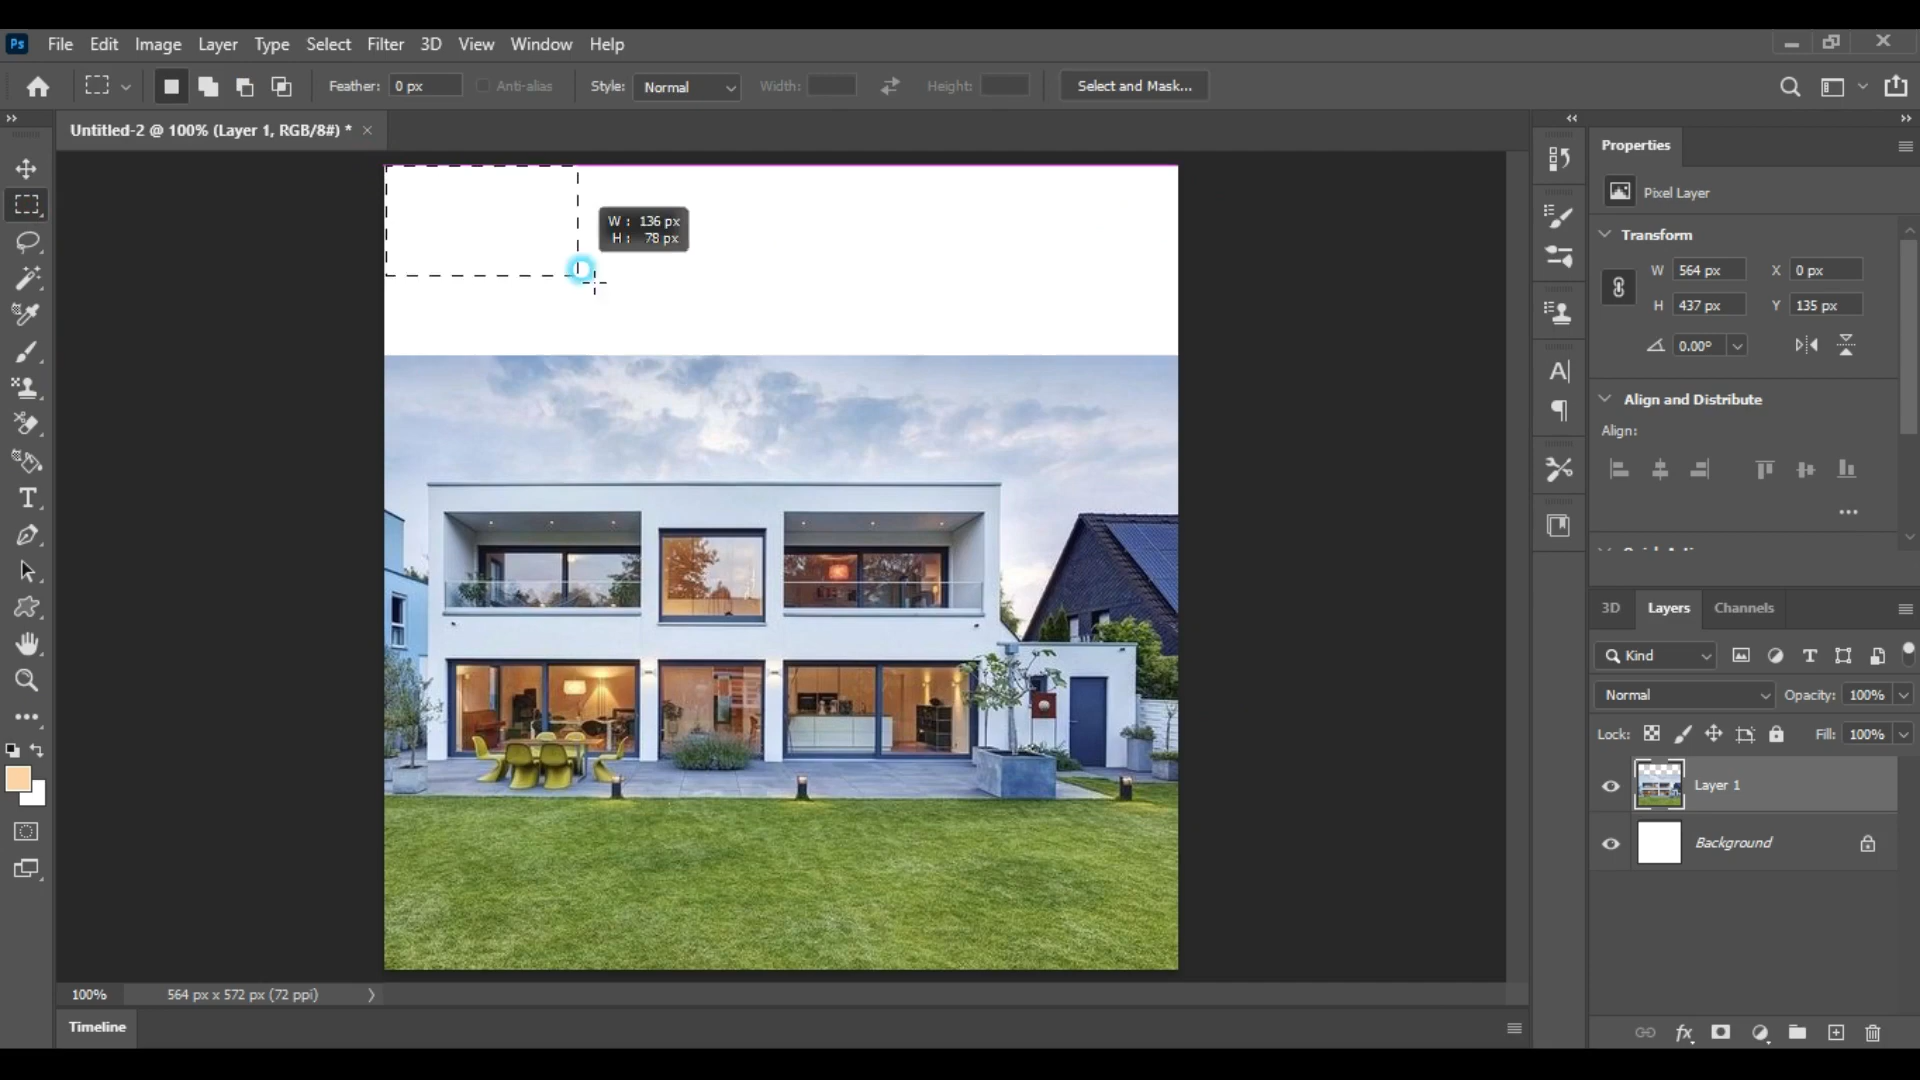 Ps File Edit Image Layer Type Select Filter 3D View Window Help
Feather: 0 px Anti-alias Style: Normal Width: Height: Select and Mask...
Untitled-2 @ 100% (Layer 1, RGB/8#) *
W : 136 px
H : 78 px
Properties
Pixel Layer
Transform
W 564 px X 0 px
H 437 px Y 135 px
0.00°
Align and Distribute
Align:
3D Layers Channels
Kind
Normal Opacity: 100%
Lock: Fill: 100%
Layer 1
Background
100% 564 px x 572 px (72 ppi)
Timeline